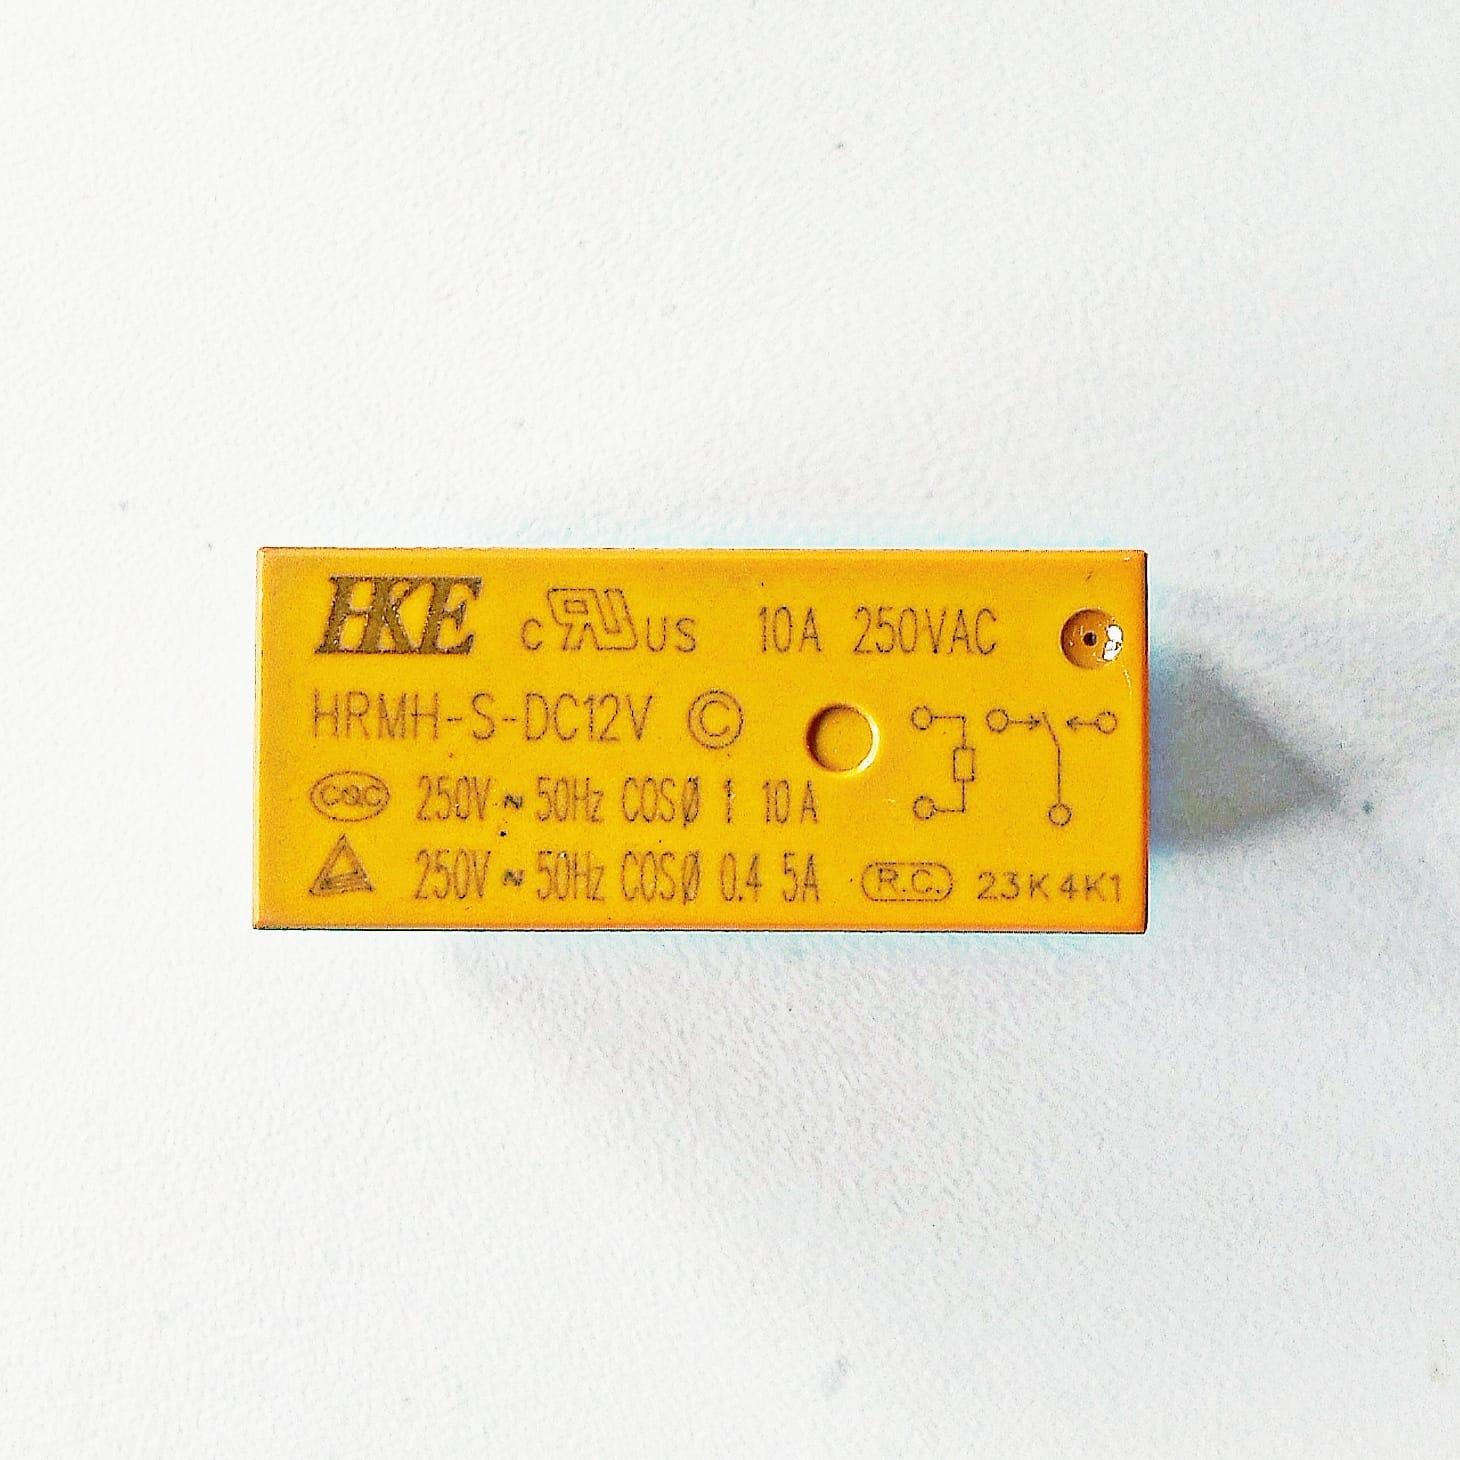 HKE c RU US 10A 250VAC
HRMH-S-DC12V ©
CQC 250V ~ 50Hz COSØ 1 10A
250V ~ 50Hz COSØ 0.4 5A R.C. 23K4K1